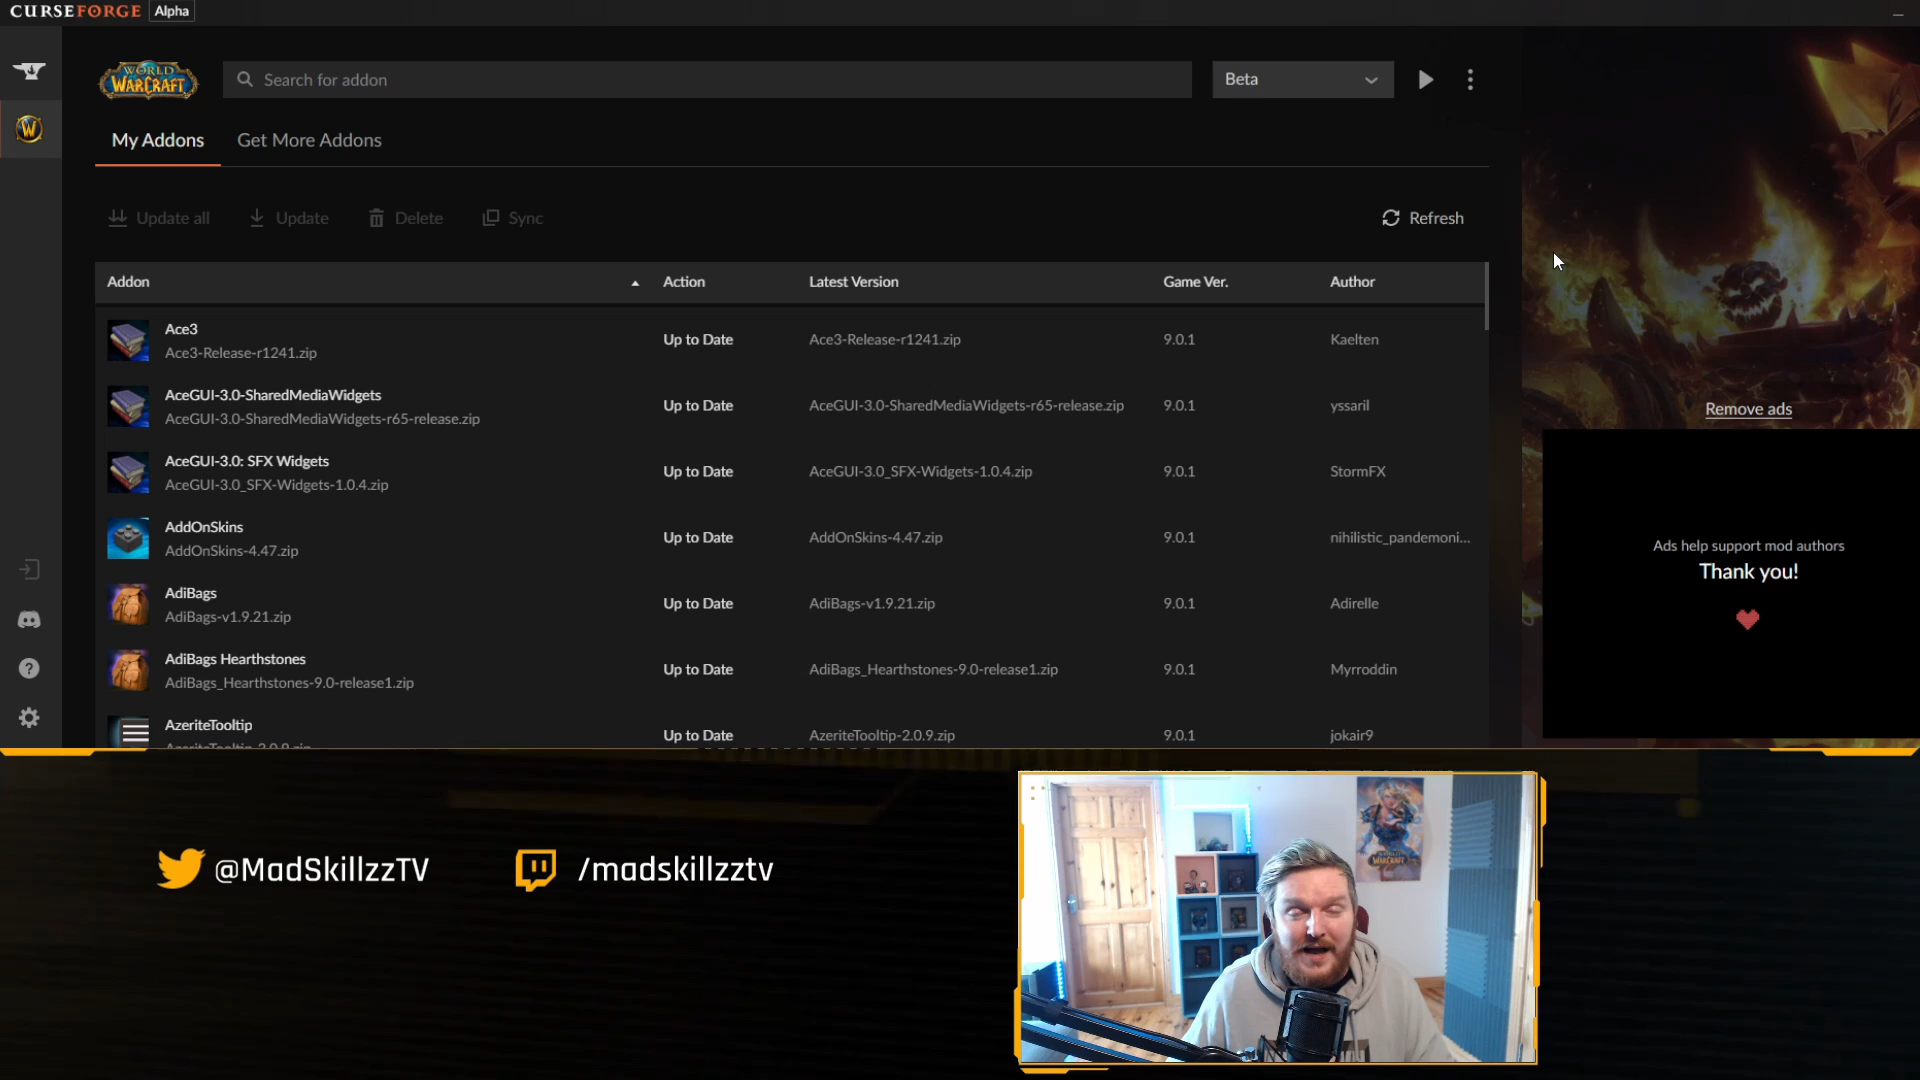 CURSEFORGE Alpha
WORLD WARCRAFT
Search for addon
Beta
My Addons Get More Addons
Update all Update Delete Sync Refresh
Addon Action Latest Version Game Ver. Author
Ace3
Ace3-Release-r1241.zip
Up to Date Ace3-Release-r1241.zip 9.0.1 Kaelten
AceGUI-3.0-SharedMediaWidgets
AceGUI-3.0-SharedMediaWidgets-r65-release.zip
Up to Date AceGUI-3.0-SharedMediaWidgets-r65-release.zip 9.0.1 yssaril
AceGUI-3.0: SFX Widgets
AceGUI-3.0_SFX-Widgets-1.0.4.zip
Up to Date AceGUI-3.0_SFX-Widgets-1.0.4.zip 9.0.1 StormFX
AddOnSkins
AddOnSkins-4.47.zip
Up to Date AddOnSkins-4.47.zip 9.0.1 nihilistic_pandemoni...
AdiBags
AdiBags-v1.9.21.zip
Up to Date AdiBags-v1.9.21.zip 9.0.1 Adirelle
AdiBags Hearthstones
AdiBags_Hearthstones-9.0-release1.zip
Up to Date AdiBags_Hearthstones-9.0-release1.zip 9.0.1 Myrroddin
AzeriteTooltip
AzeriteTooltip-2.0.9.zip
Up to Date AzeriteTooltip-2.0.9.zip 9.0.1 jokair9
Remove ads
Ads help support mod authors
Thank you!
@MadSkillzzTV
/madskillzztv
WARCRAFT